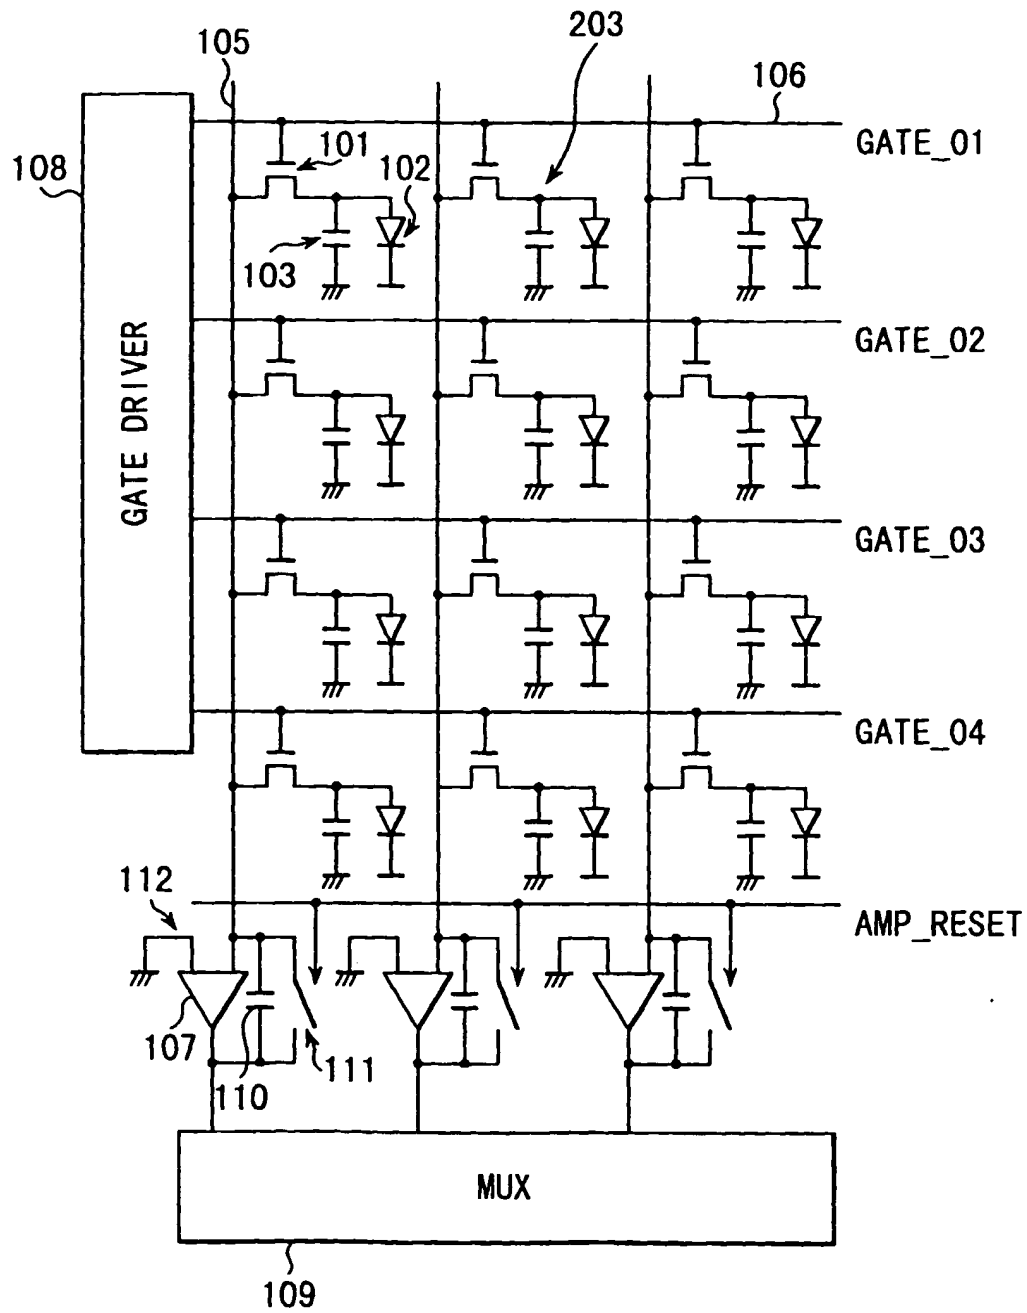 105
203
106
GATE_01
108
101
102
103
GATE_02
GATE DRIVER
GATE_03
GATE_04
112
AMP_RESET
107
110
111
MUX
109